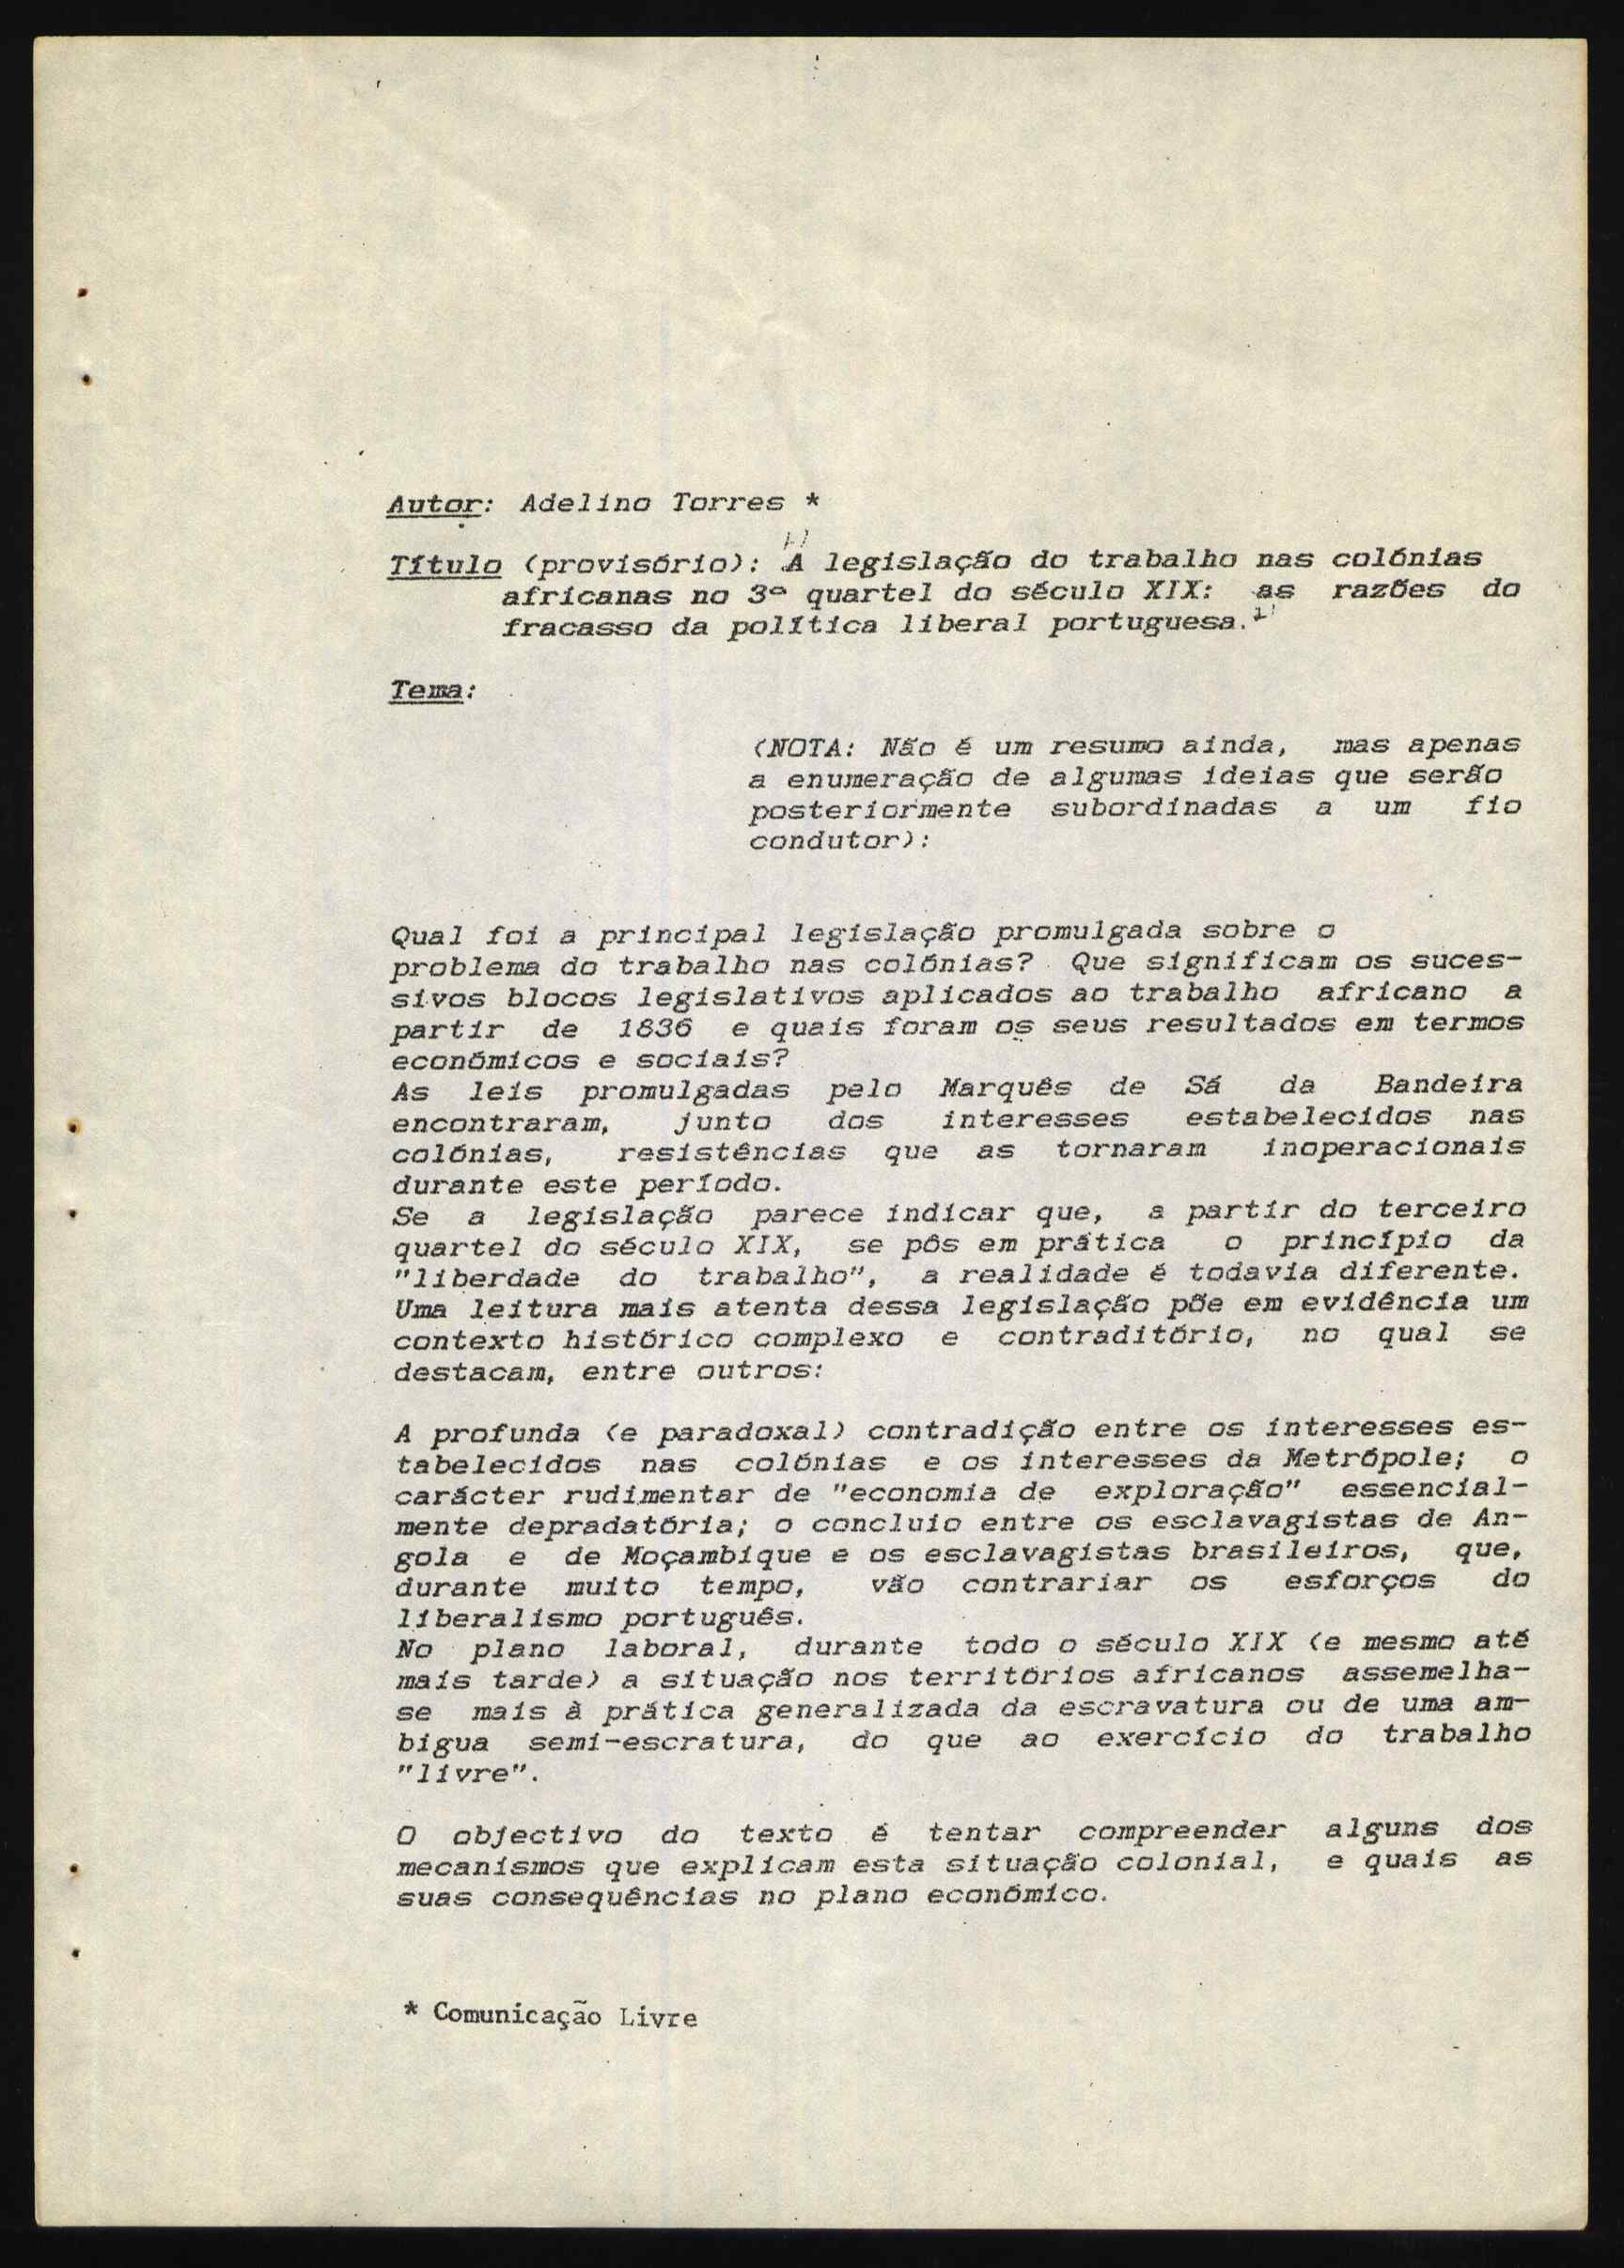 Autor: Adelino Torres *
Título (provisório): "A legislação do trabalho nas colónias
africanas no 3º quartel do século XIX: as razões do
fracasso da política liberal portuguesa."
Tema:
(NOTA: Não é um resumo ainda, mas apenas
a enumeração de algumas ideias que serão
posteriormente subordinadas a um fio
condutor):
Qual foi a principal legislação promulgada sobre o
problema do trabalho nas colónias? Que significam os suces-
sivos blocos legislativos aplicados ao trabalho africano a
partir de 1836 e quais foram os seus resultados em termos
económicos e sociais?
As leis promulgadas pelo Marquês de Sá da Bandeira
encontraram, junto dos interesses estabelecidos nas
colónias, resistências que as tornaram inoperacionais
durante este período.
Se a legislação parece indicar que, a partir do terceiro
quartel do século XIX, se pôs em prática o princípio da
"liberdade do trabalho", a realidade é todavia diferente.
Uma leitura mais atenta dessa legislação põe em evidência um
contexto histórico complexo e contraditório, no qual se
destacam, entre outros:
A profunda (e paradoxal) contradição entre os interesses es-
tabelecidos nas colónias e os interesses da Metrópole; o
carácter rudimentar de "economia de exploração" essencial-
mente depradatória; o concluio entre os esclavagistas de An-
gola e de Moçambique e os esclavagistas brasileiros, que,
durante muito tempo, vão contrariar os esforços do
liberalismo português.
No plano laboral, durante todo o século XIX (e mesmo até
mais tarde) a situação nos territórios africanos assemelha-
se mais à prática generalizada da escravatura ou de uma am-
bigua semi-escratura, do que ao exercício do trabalho
"livre".
O objectivo do texto é tentar compreender alguns dos
mecanismos que explicam esta situação colonial, e quais as
suas consequências no plano económico.
* Comunicação Livre